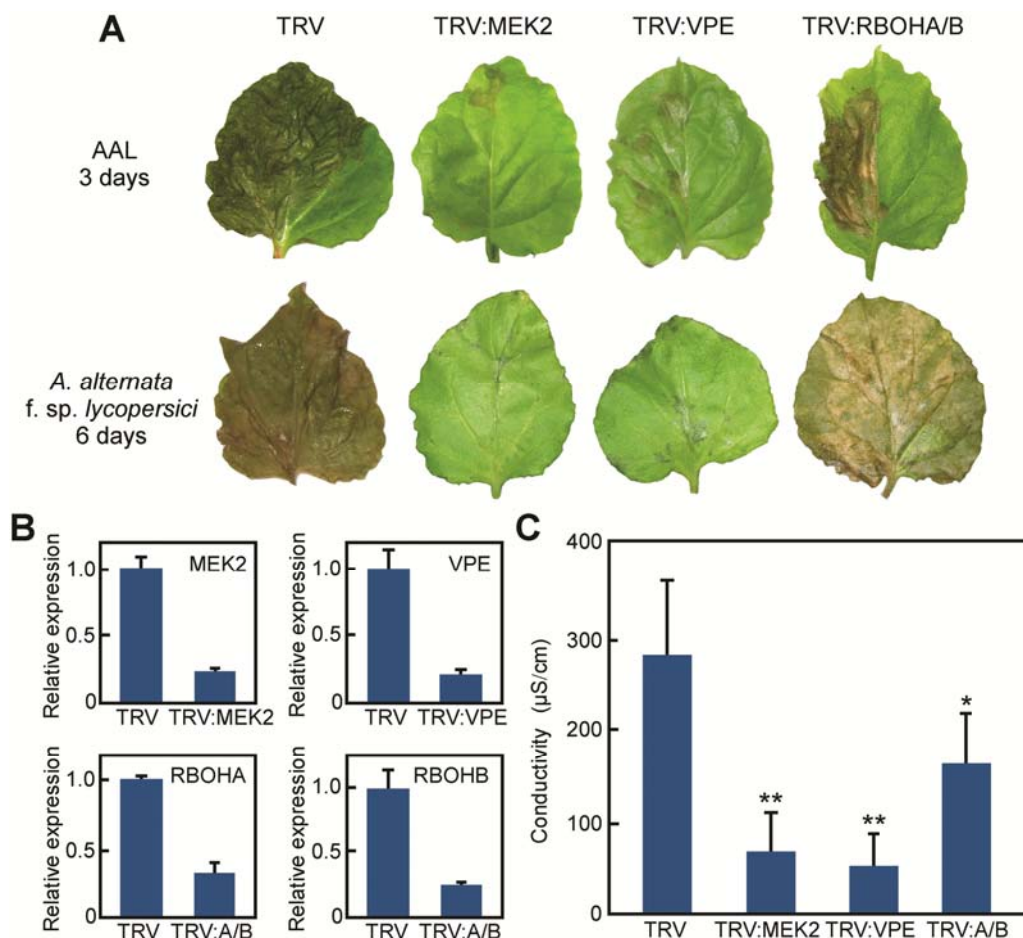 A
TRV TRV:MEK2 TRV:VPE TRV:RBOHA/B
AAL
3 days
A. alternata
f. sp. lycopersici
6 days
B
Relative expression
1.0
0.5
0
MEK2
TRV TRV:MEK2
Relative expression
1.0
0.5
0
VPE
TRV TRV:VPE
Relative expression
1.0
0.5
0
RBOHA
TRV TRV:A/B
Relative expression
1.0
0.5
0
RBOHB
TRV TRV:A/B
C
Conductivity (µS/cm)
400
300
200
100
0
**
**
*
TRV TRV:MEK2 TRV:VPE TRV:A/B